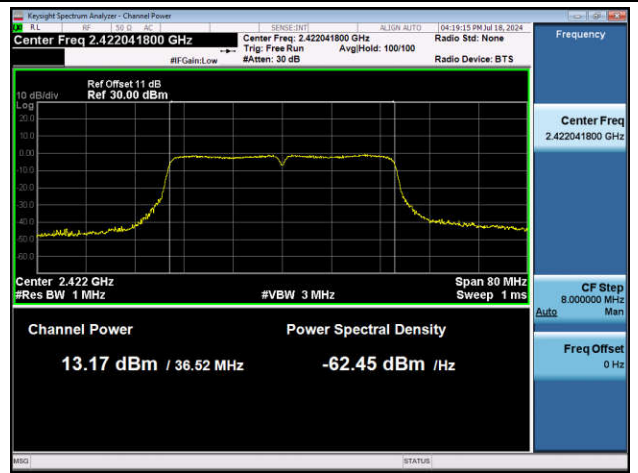 Keysight Spectrum Analyzer - Channel Power
RL RF 50 Ω AC SENSE:INT ALIGN AUTO 04:19:15 PM Jul 18, 2024
Center Freq 2.422041800 GHz
Center Freq: 2.422041800 GHz
Radio Std: None
Trig: Free Run Avg|Hold: 100/100
#IFGain:Low
#Atten: 30 dB
Radio Device: BTS
Frequency
Ref Offset 11 dB
10 dB/div Ref 30.00 dBm
Log
20.0
10.0
0.00
-10.0
-20.0
-30.0
-40.0
-50.0
-60.0
Center Freq
2.422041800 GHz
Center 2.422 GHz
Span 80 MHz
#Res BW 1 MHz
#VBW 3 MHz
Sweep 1 ms
CF Step
8.000000 MHz
Auto Man
Channel Power
Power Spectral Density
13.17 dBm / 36.52 MHz
-62.45 dBm /Hz
Freq Offset
0 Hz
MSG
STATUS